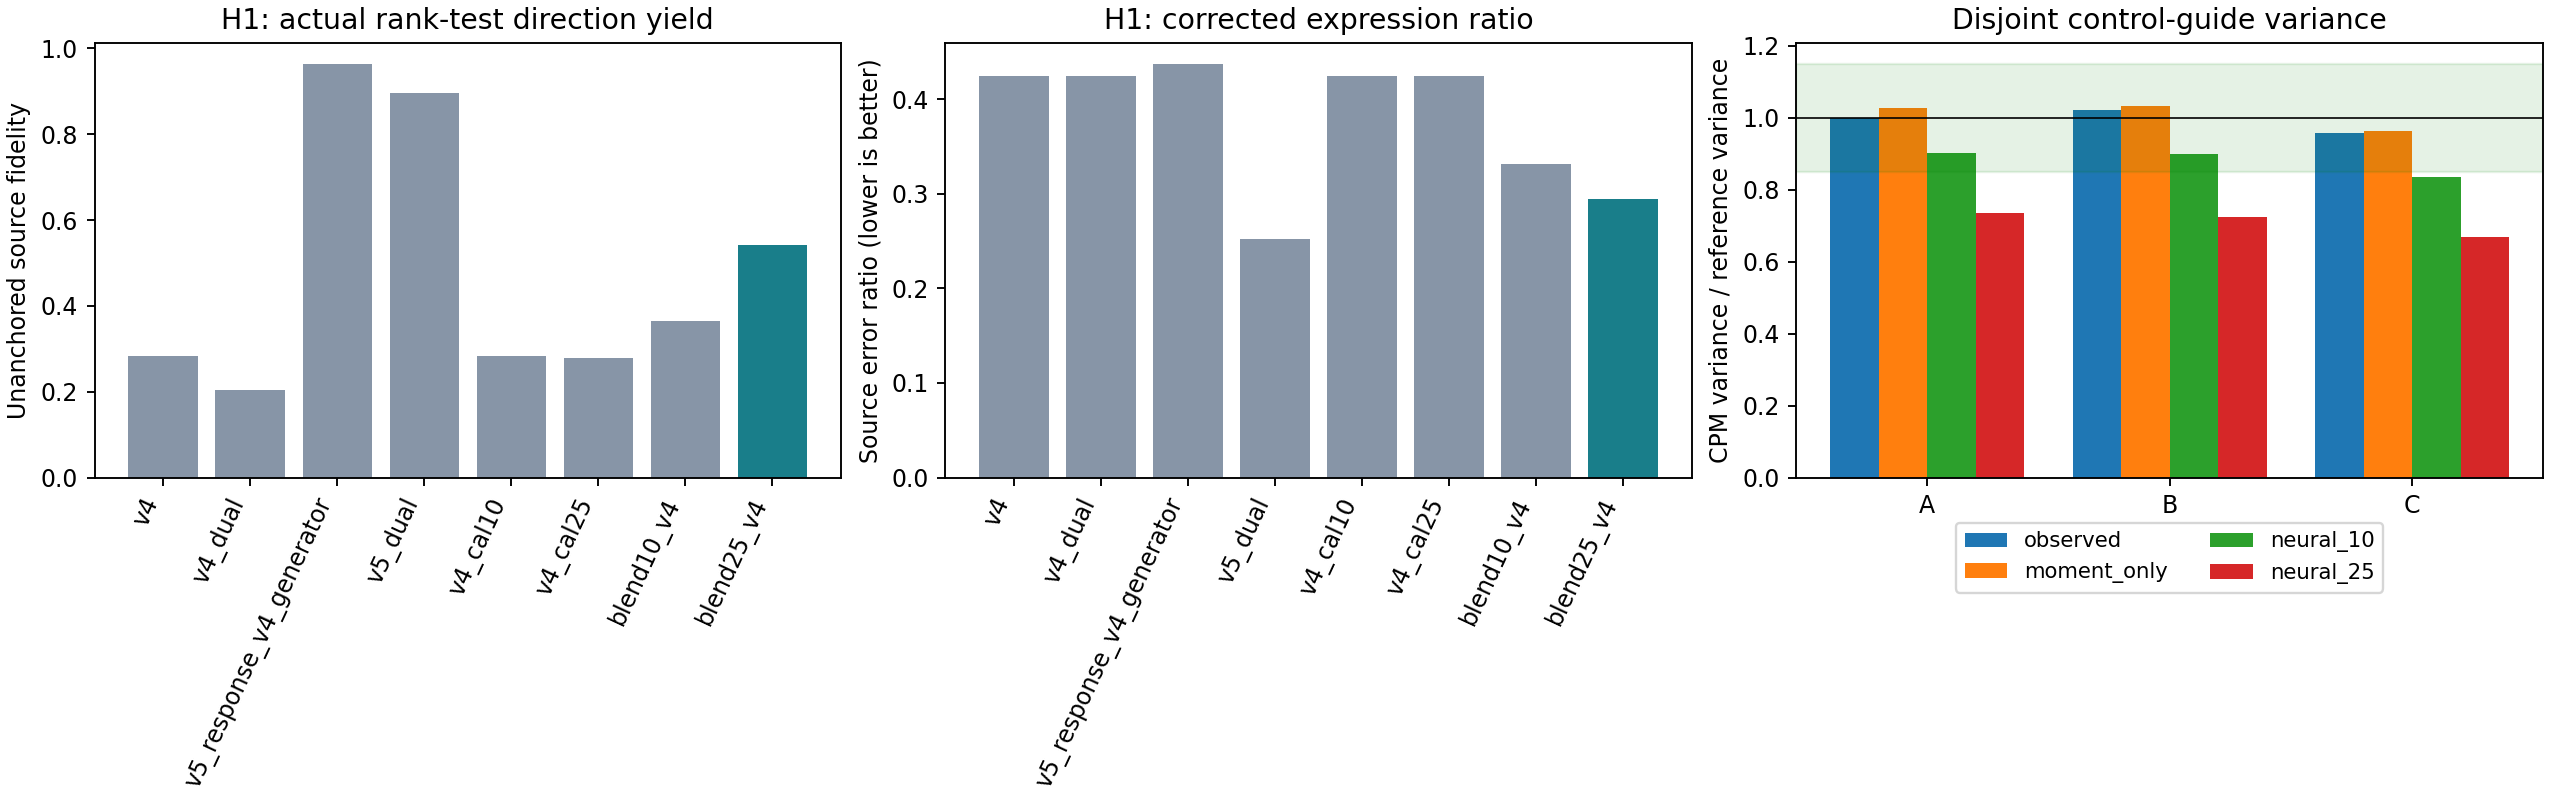 H1: actual rank-test direction yield
Unanchored source fidelity
1.0
0.8
0.6
0.4
0.2
0.0
v4
v4_dual
v5_response_v4_generator
v5_dual
v4_cal10
v4_cal25
blend10_v4
blend25_v4
H1: corrected expression ratio
Source error ratio (lower is better)
0.4
0.3
0.2
0.1
0.0
v4
v4_dual
v5_response_v4_generator
v5_dual
v4_cal10
v4_cal25
blend10_v4
blend25_v4
Disjoint control-guide variance
CPM variance / reference variance
1.2
1.0
0.8
0.6
0.4
0.2
0.0
A
B
C
observed
moment_only
neural_10
neural_25